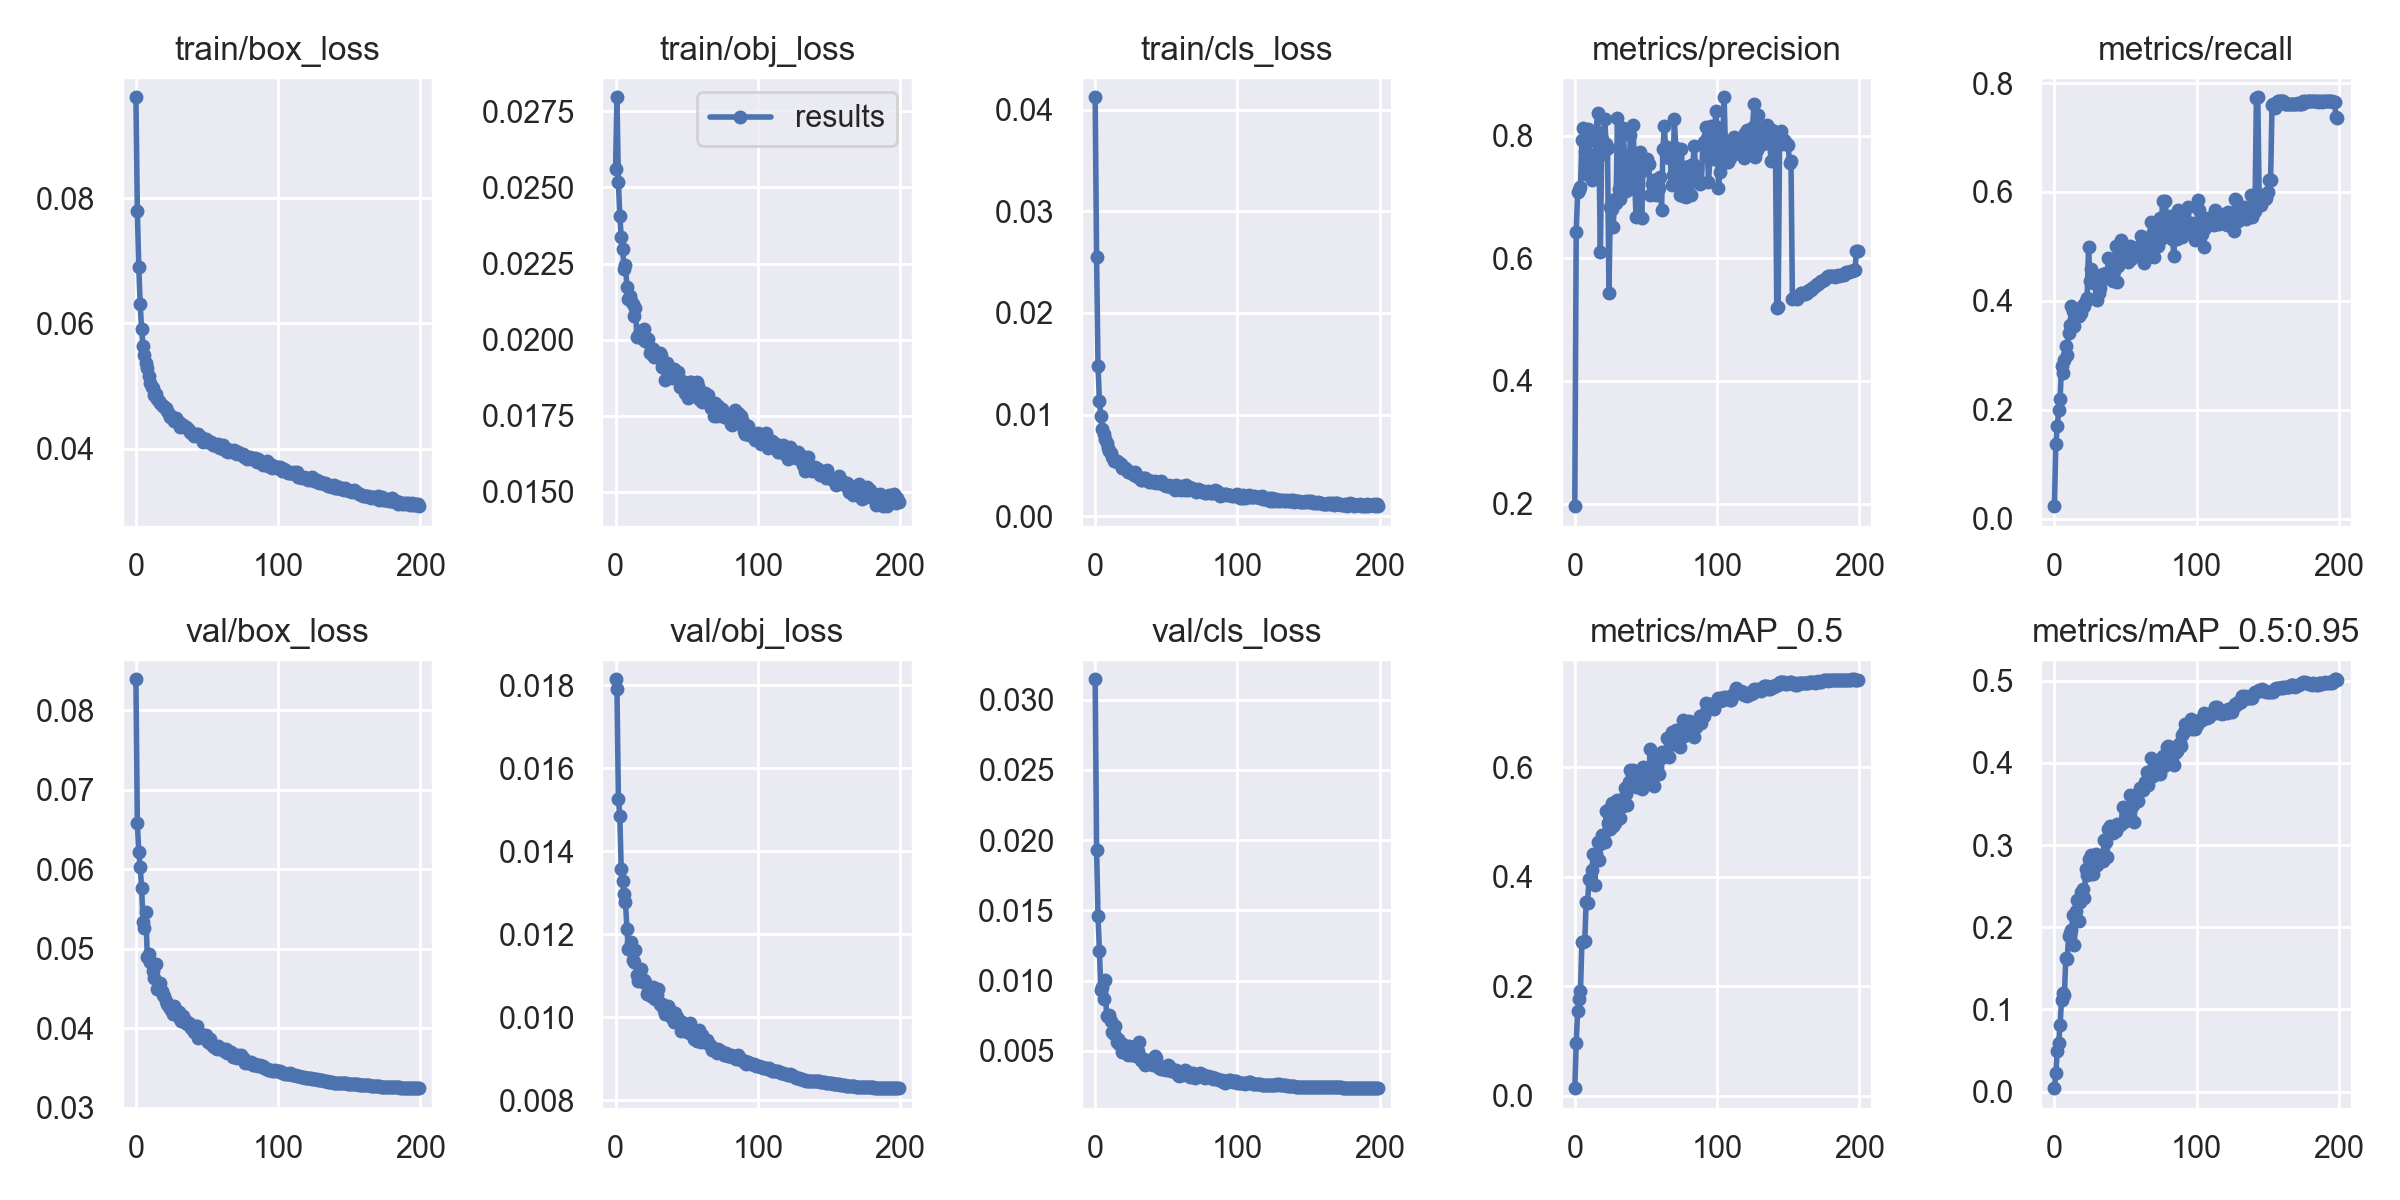 train/box_loss
0.08
0.06
0.04
0 100 200
train/obj_loss
results
0.0275
0.0250
0.0225
0.0200
0.0175
0.0150
0 100 200
train/cls_loss
0.04
0.03
0.02
0.01
0.00
0 100 200
metrics/precision
0.8
0.6
0.4
0.2
0 100 200
metrics/recall
0.8
0.6
0.4
0.2
0.0
0 100 200
val/box_loss
0.08
0.07
0.06
0.05
0.04
0.03
0 100 200
val/obj_loss
0.018
0.016
0.014
0.012
0.010
0.008
0 100 200
val/cls_loss
0.030
0.025
0.020
0.015
0.010
0.005
0 100 200
metrics/mAP_0.5
0.6
0.4
0.2
0.0
0 100 200
metrics/mAP_0.5:0.95
0.5
0.4
0.3
0.2
0.1
0.0
0 100 200